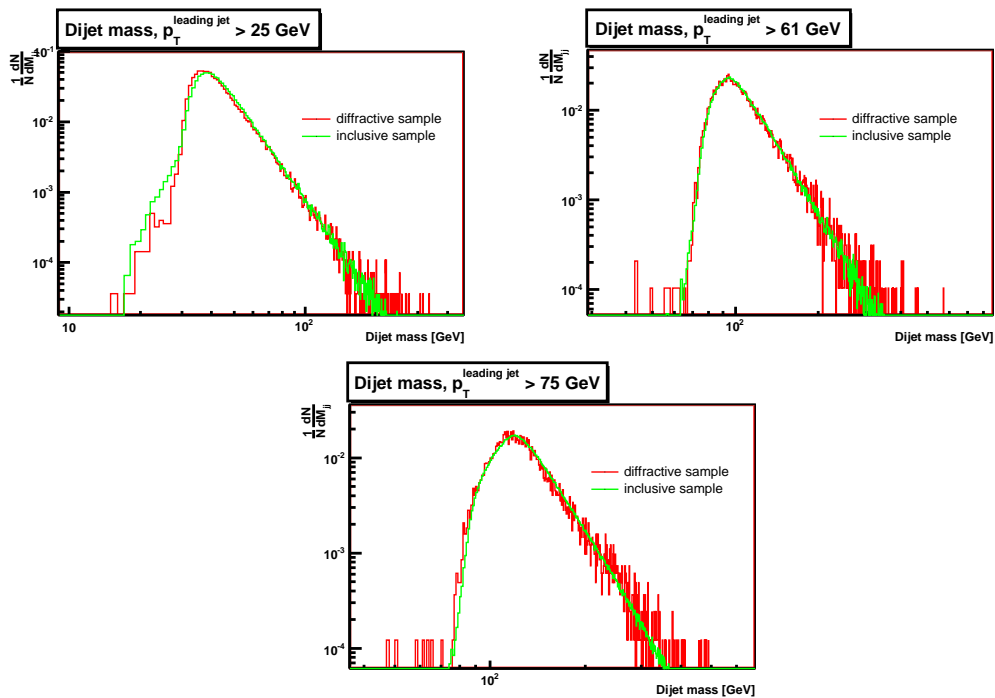 Dijet mass, p_T^leading jet > 25 GeV
1/N dN/dM_jj
10^-1
10^-2
10^-3
10^-4
diffractive sample
inclusive sample
10
10^2
Dijet mass [GeV]
Dijet mass, p_T^leading jet > 61 GeV
1/N dN/dM_jj
10^-2
10^-3
10^-4
diffractive sample
inclusive sample
10^2
Dijet mass [GeV]
Dijet mass, p_T^leading jet > 75 GeV
1/N dN/dM_jj
10^-2
10^-3
10^-4
diffractive sample
inclusive sample
10^2
Dijet mass [GeV]